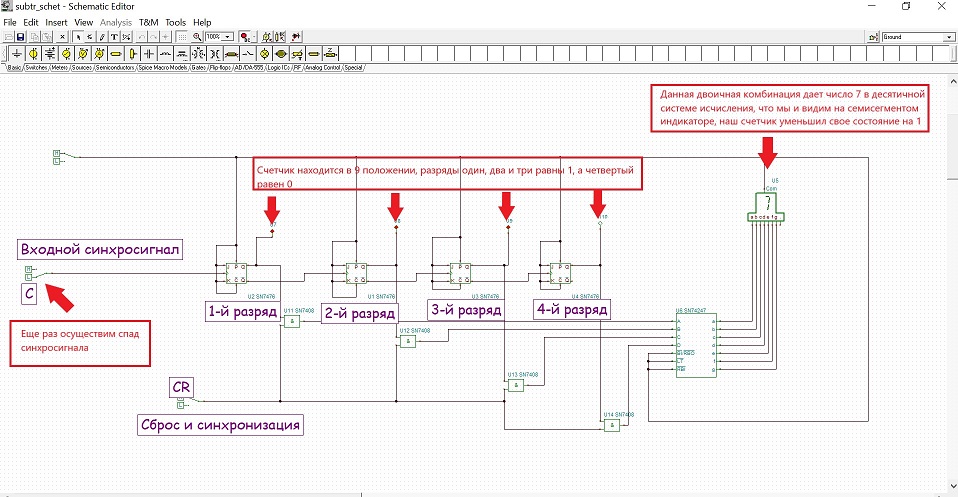 subtr_schet - Schematic Editor
File Edit Insert View Analysis T&M Tools Help
100% Ground
Basic Switches Meters Sources Semiconductors Spice Macro Models Gates Flip-flops AD/DA-555 Logic ICs RF Analog Control Special
Данная двоичная комбинация дает число 7 в десятичной
системе исчисления, что мы и видим на семисегментом
индикаторе, наш счетчик уменьшил свое состояние на 1
H
L
Счетчик находится в 9 положении, разряды один, два и три равны 1, а четвертый
равен 0
U5
Com
7
a b c d e f g
Входной синхросигнал
H
L
C
J P Q
K C Q
J P Q
K C Q
J P Q
K C Q
J P Q
K C Q
U2 SN7476
U1 SN7476
U3 SN7476
U4 SN7476
1-й разряд
2-й разряд
3-й разряд
4-й разряд
U11 SN7408
&
U12 SN7408
&
U6 SN74247
A a
B b
C c
D d
BI/RBO e
LT f
RBI g
Еще раз осуществим спад
синхросигнала
U13 SN7408
&
CR
L
U14 SN7408
&
Сброс и синхронизация